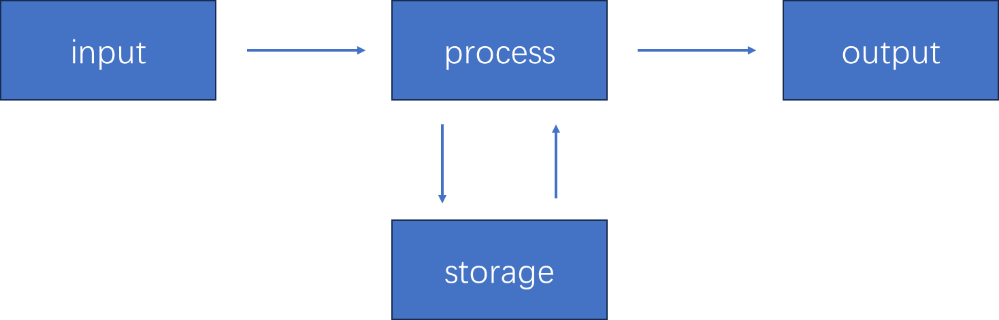 input
process
output
storage